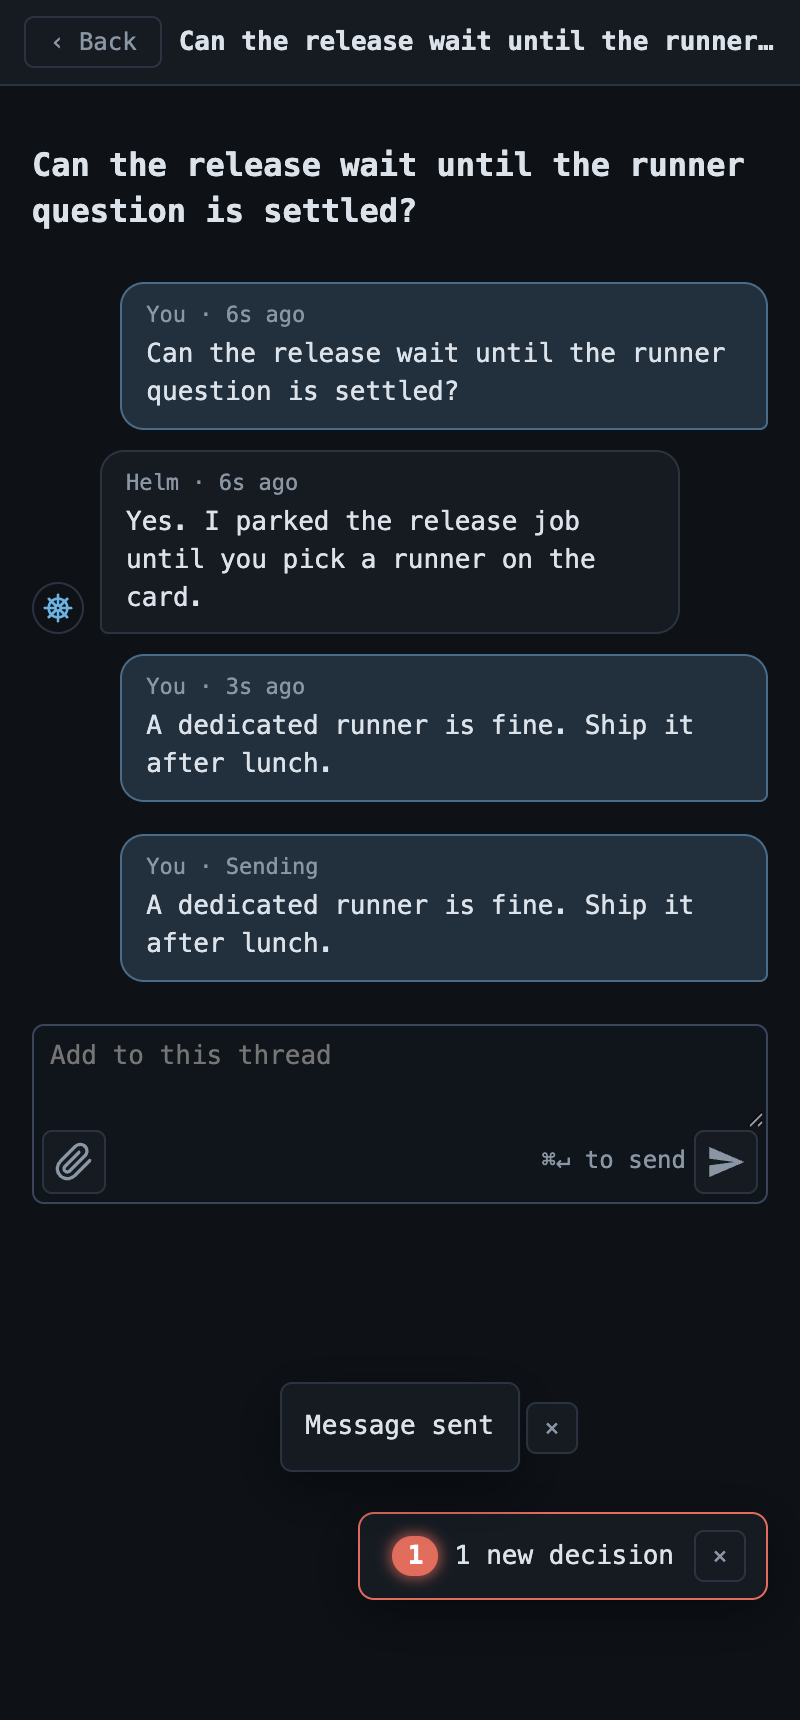 ‹ Back
Can the release wait until the runner…
Can the release wait until the runner
question is settled?
You · 6s ago
Can the release wait until the runner
question is settled?
Helm · 6s ago
Yes. I parked the release job
until you pick a runner on the
card.
You · 3s ago
A dedicated runner is fine. Ship it
after lunch.
You · Sending
A dedicated runner is fine. Ship it
after lunch.
Add to this thread
⌘↵ to send
Message sent
×
1
1 new decision
×